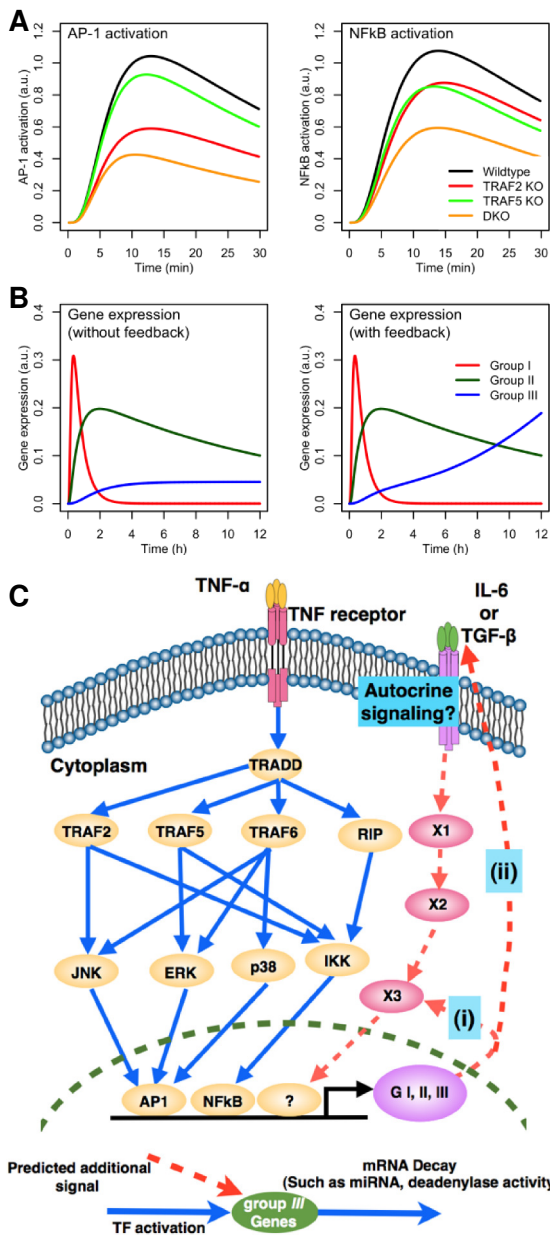 A
AP-1 activation
AP-1 activation (a.u.)
0.0 0.2 0.4 0.6 0.8 1.0 1.2
0 5 10 15 20 25 30
Time (min)
NFkB activation
NFkB activation (a.u.)
0.0 0.2 0.4 0.6 0.8 1.0 1.2
Wildtype
TRAF2 KO
TRAF5 KO
DKO
0 5 10 15 20 25 30
Time (min)
B
Gene expression
(without feedback)
Gene expression (a.u.)
0.0 0.1 0.2 0.3 0.4
0 2 4 6 8 10 12
Time (h)
Gene expression
(with feedback)
Gene expression (a.u.)
0.0 0.1 0.2 0.3 0.4
Group I
Group II
Group III
0 2 4 6 8 10 12
Time (h)
C
TNF-α
TNF receptor
IL-6
or
TGF-β
Autocrine
signaling?
Cytoplasm
TRADD
TRAF2
TRAF5
TRAF6
RIP
X1
(ii)
X2
JNK
ERK
p38
IKK
X3
(i)
AP1
NFkB
?
G I, II, III
Predicted additional
signal
mRNA Decay
(Such as miRNA, deadenylase activity)
group III
Genes
TF activation